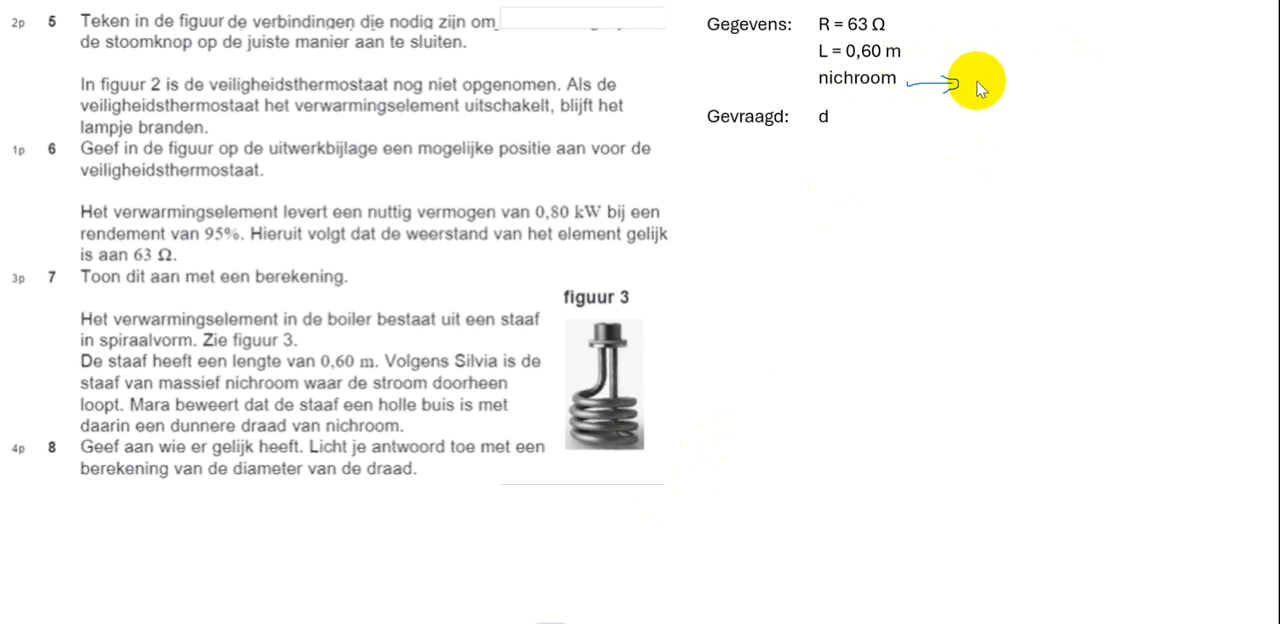 2p 5 Teken in de figuur de verbindingen die nodig zijn om
de stoomknop op de juiste manier aan te sluiten.
In figuur 2 is de veiligheidsthermostaat nog niet opgenomen. Als de
veiligheidsthermostaat het verwarmingselement uitschakelt, blijft het
lampje branden.
1p 6 Geef in de figuur op de uitwerkbijlage een mogelijke positie aan voor de
veiligheidsthermostaat.
Het verwarmingselement levert een nuttig vermogen van 0,80 kW bij een
rendement van 95%. Hieruit volgt dat de weerstand van het element gelijk
is aan 63 Ω.
3p 7 Toon dit aan met een berekening.
figuur 3
Het verwarmingselement in de boiler bestaat uit een staaf
in spiraalvorm. Zie figuur 3.
De staaf heeft een lengte van 0,60 m. Volgens Silvia is de
staaf van massief nichroom waar de stroom doorheen
loopt. Mara beweert dat de staaf een holle buis is met
daarin een dunnere draad van nichroom.
4p 8 Geef aan wie er gelijk heeft. Licht je antwoord toe met een
berekening van de diameter van de draad.
Gegevens: R = 63 Ω
L = 0,60 m
nichroom
Gevraagd: d